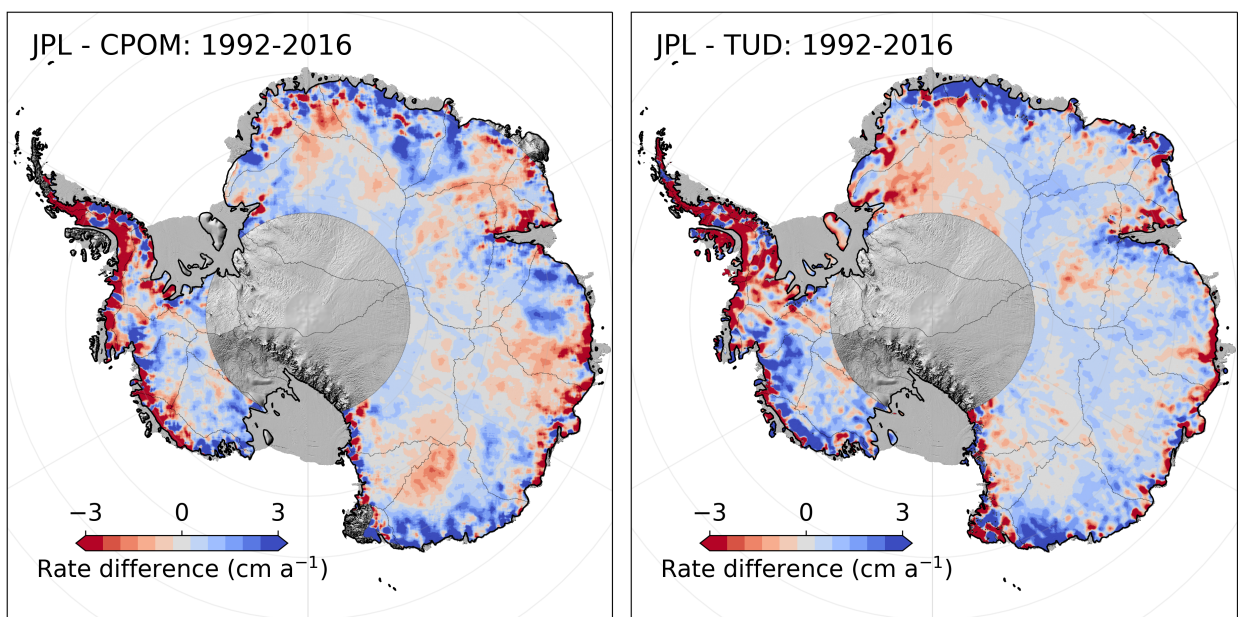 JPL - CPOM: 1992-2016
−3 0 3
Rate difference (cm a⁻¹)
JPL - TUD: 1992-2016
−3 0 3
Rate difference (cm a⁻¹)